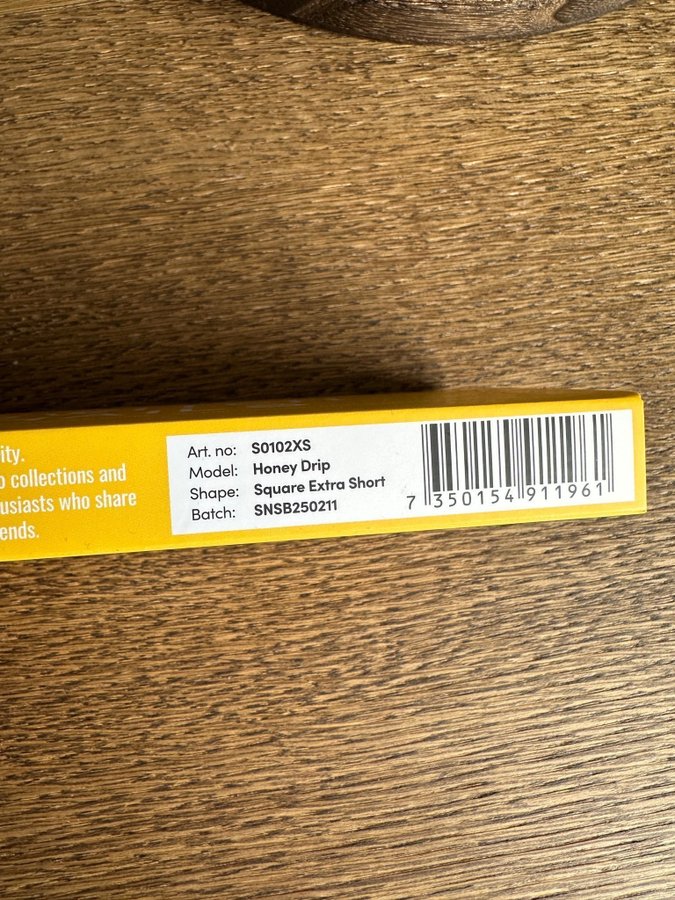 ity.
o collections and
usiasts who share
ends.
Art. no: S0102XS
Model: Honey Drip
Shape: Square Extra Short
Batch: SNSB250211
7 350154 911961